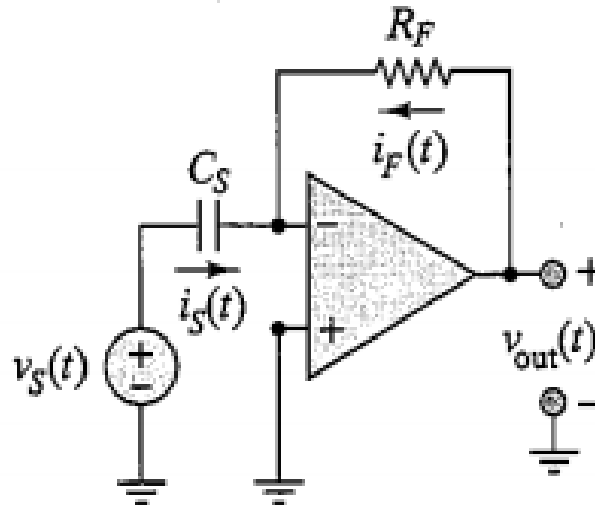 R_F
i_F(t)
C_S
−
i_S(t)
+
+
v_S(t)
+
−
v_out(t)
−